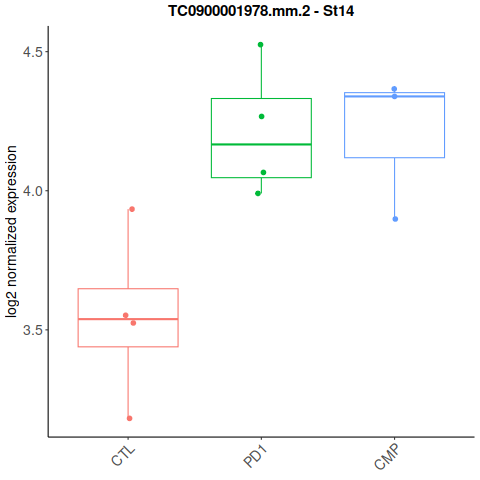 TC0900001978.mm.2 - St14
log2 normalized expression
4.5
4.0
3.5
CTL
PD1
CMP